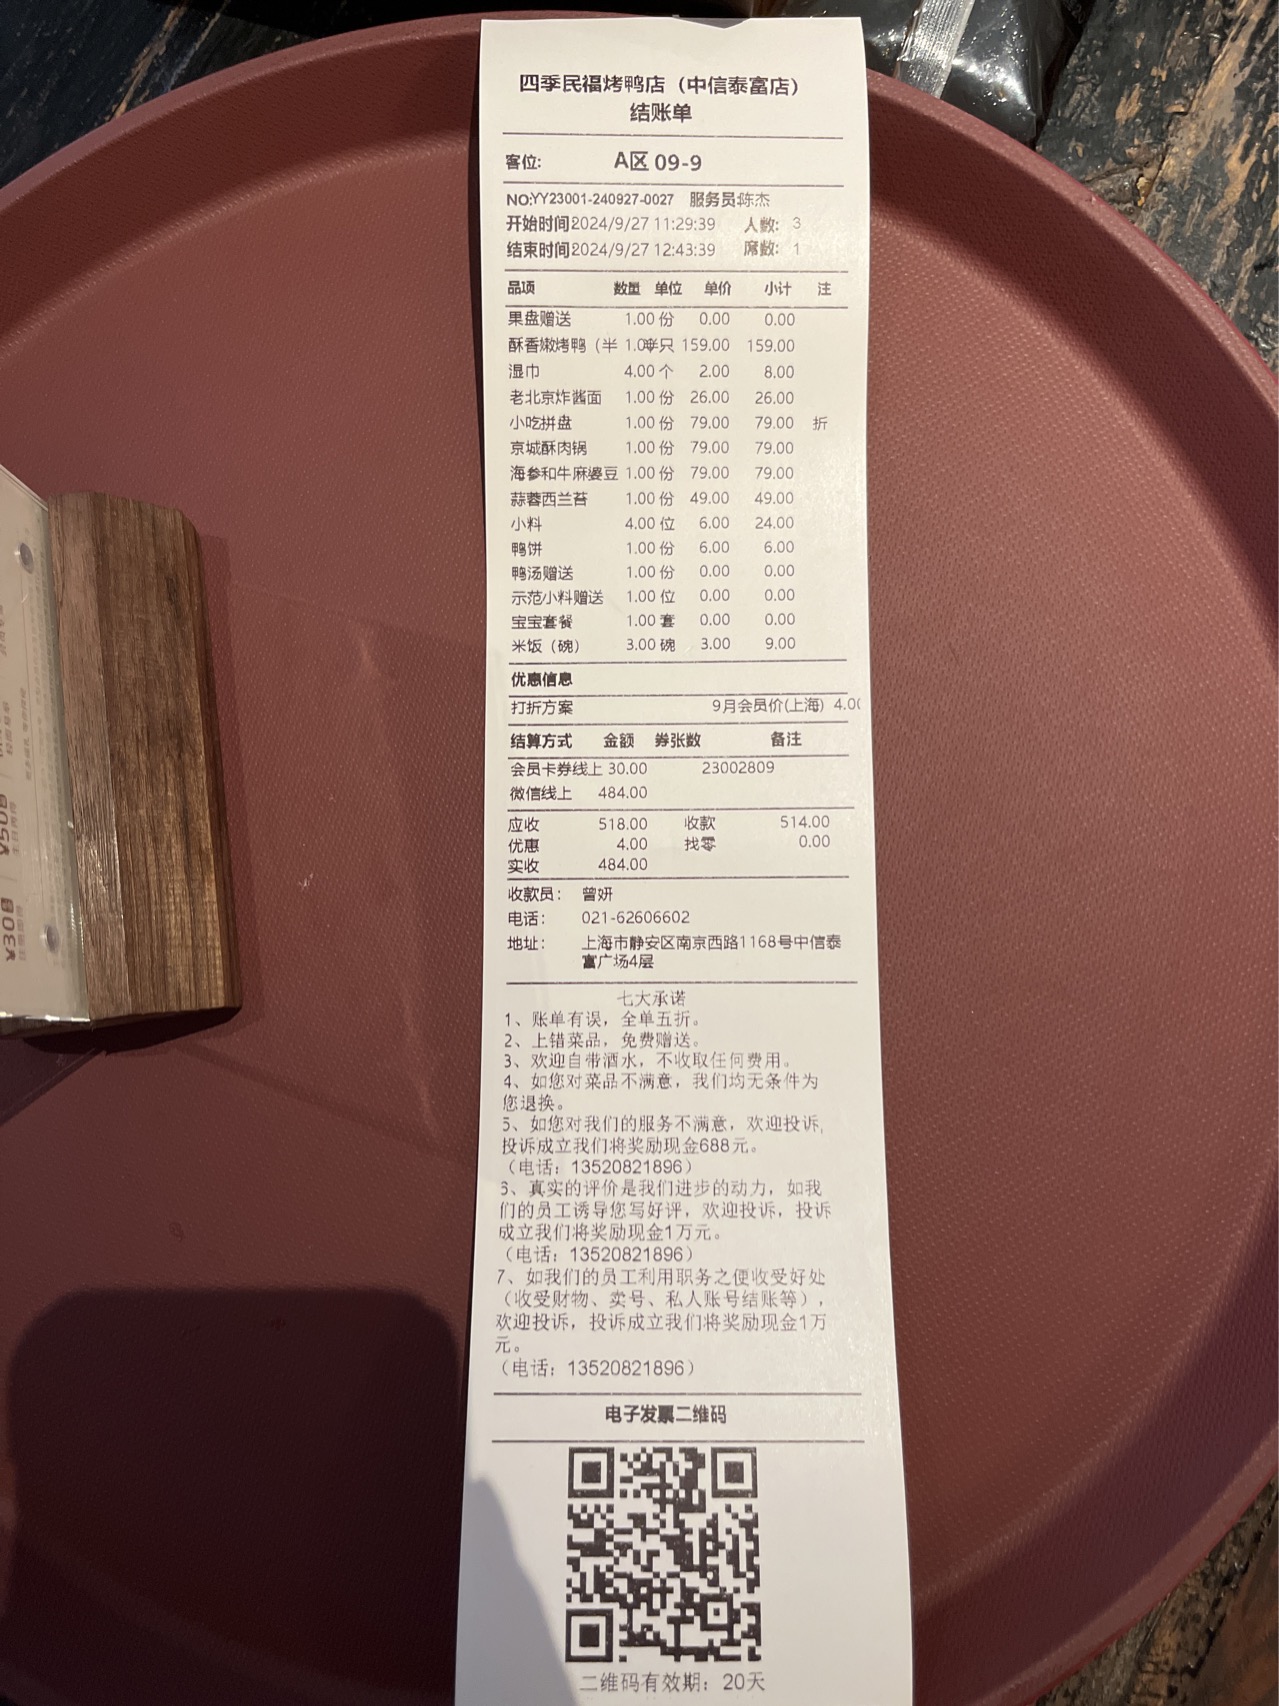 四季民福烤鸭店（中信泰富店）
结账单
客位: A区 09-9
NO:YY23001-240927-0027 服务员:陈杰
开始时间2024/9/27 11:29:39 人数: 3
结束时间2024/9/27 12:43:39 席数: 1
品项 数量 单位 单价 小计 注
果盘赠送 1.00 份 0.00 0.00
酥香嫩烤鸭（半 1.00半只 159.00 159.00
湿巾 4.00 个 2.00 8.00
老北京炸酱面 1.00 份 26.00 26.00
小吃拼盘 1.00 份 79.00 79.00 折
京城酥肉锅 1.00 份 79.00 79.00
海参和牛麻婆豆 1.00 份 79.00 79.00
蒜蓉西兰苔 1.00 份 49.00 49.00
小料 4.00 位 6.00 24.00
鸭饼 1.00 份 6.00 6.00
鸭汤赠送 1.00 份 0.00 0.00
示范小料赠送 1.00 位 0.00 0.00
宝宝套餐 1.00 套 0.00 0.00
米饭（碗） 3.00 碗 3.00 9.00
优惠信息
打折方案 9月会员价(上海) 4.00
结算方式 金额 券张数 备注
会员卡券线上 30.00 23002809
微信线上 484.00
应收 518.00 收款 514.00
优惠 4.00 找零 0.00
实收 484.00
收款员: 曾妍
电话: 021-62606602
地址: 上海市静安区南京西路1168号中信泰
富广场4层
七大承诺
1、账单有误，全单五折。
2、上错菜品，免费赠送。
3、欢迎自带酒水，不收取任何费用。
4、如您对菜品不满意，我们均无条件为
您退换。
5、如您对我们的服务不满意，欢迎投诉,
投诉成立我们将奖励现金688元。
（电话：13520821896）
6、真实的评价是我们进步的动力，如我
们的员工诱导您写好评，欢迎投诉，投诉
成立我们将奖励现金1万元。
（电话：13520821896）
7、如我们的员工利用职务之便收受好处
（收受财物、卖号、私人账号结账等），
欢迎投诉，投诉成立我们将奖励现金1万
元。
（电话：13520821896）
电子发票二维码
二维码有效期：20天